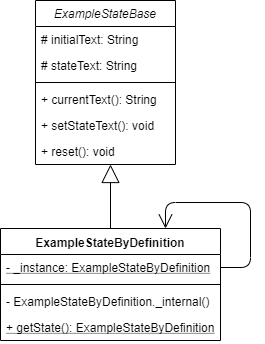 ExampleStateBase
# initialText: String
# stateText: String
+ currentText(): String
+ setStateText(): void
+ reset(): void
ExampleStateByDefinition
- _instance: ExampleStateByDefinition
- ExampleStateByDefinition._internal()
+ getState(): ExampleStateByDefinition